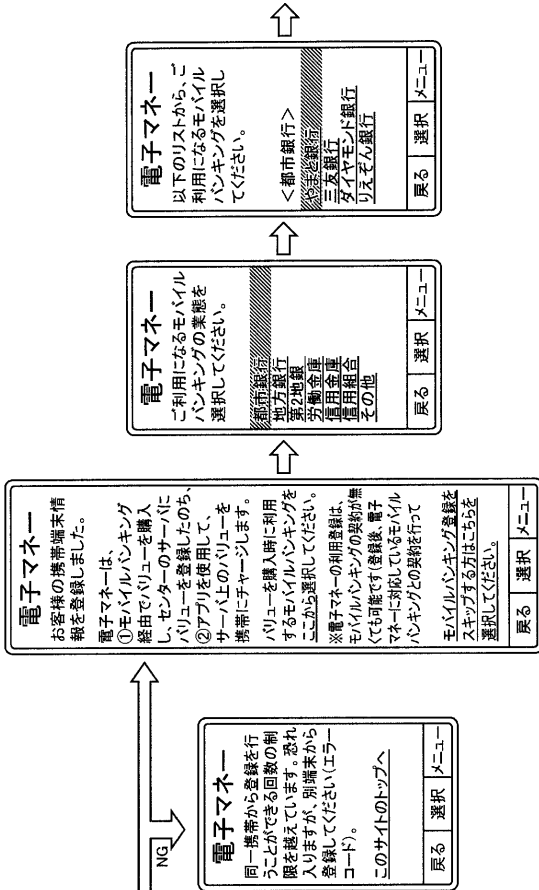 NG
電子マネー
同一携帯から登録を行
うことができる回数の制
限を越えています。恐れ
入りますが、別端末から
登録してください(エラー
コード)。
このサイトのトップへ
戻る 選択 メニュー
電子マネー
お客様の携帯端末情
報を登録しました。
電子マネーは、
①モバイルバンキング
経由でバリューを購入
し、センターのサーバに
バリューを登録したのち、
②アプリを使用して、
サーバ上のバリューを
携帯にチャージします。
バリューを購入時に利用
するモバイルバンキングを
ここから選択してください。
※電子マネーの利用登録は、
モバイルバンキングの契約が無
くても可能です、登録後、電子
マネーに対応しているモバイル
バンキングとの契約を行って
モバイルバンキング登録を
スキップする方はこちらを
選択してください。
戻る 選択 メニュー
電子マネー
ご利用になるモバイル
バンキングの業態を
選択してください。
都市銀行
地方銀行
第2地銀
労働金庫
信用金庫
信用組合
その他
戻る 選択 メニュー
電子マネー
以下のリストから、ご
利用になるモバイル
バンキングを選択し
てください。
<都市銀行>
やまと銀行
三友銀行
ダイヤモンド銀行
りえぞん銀行
戻る 選択 メニュー